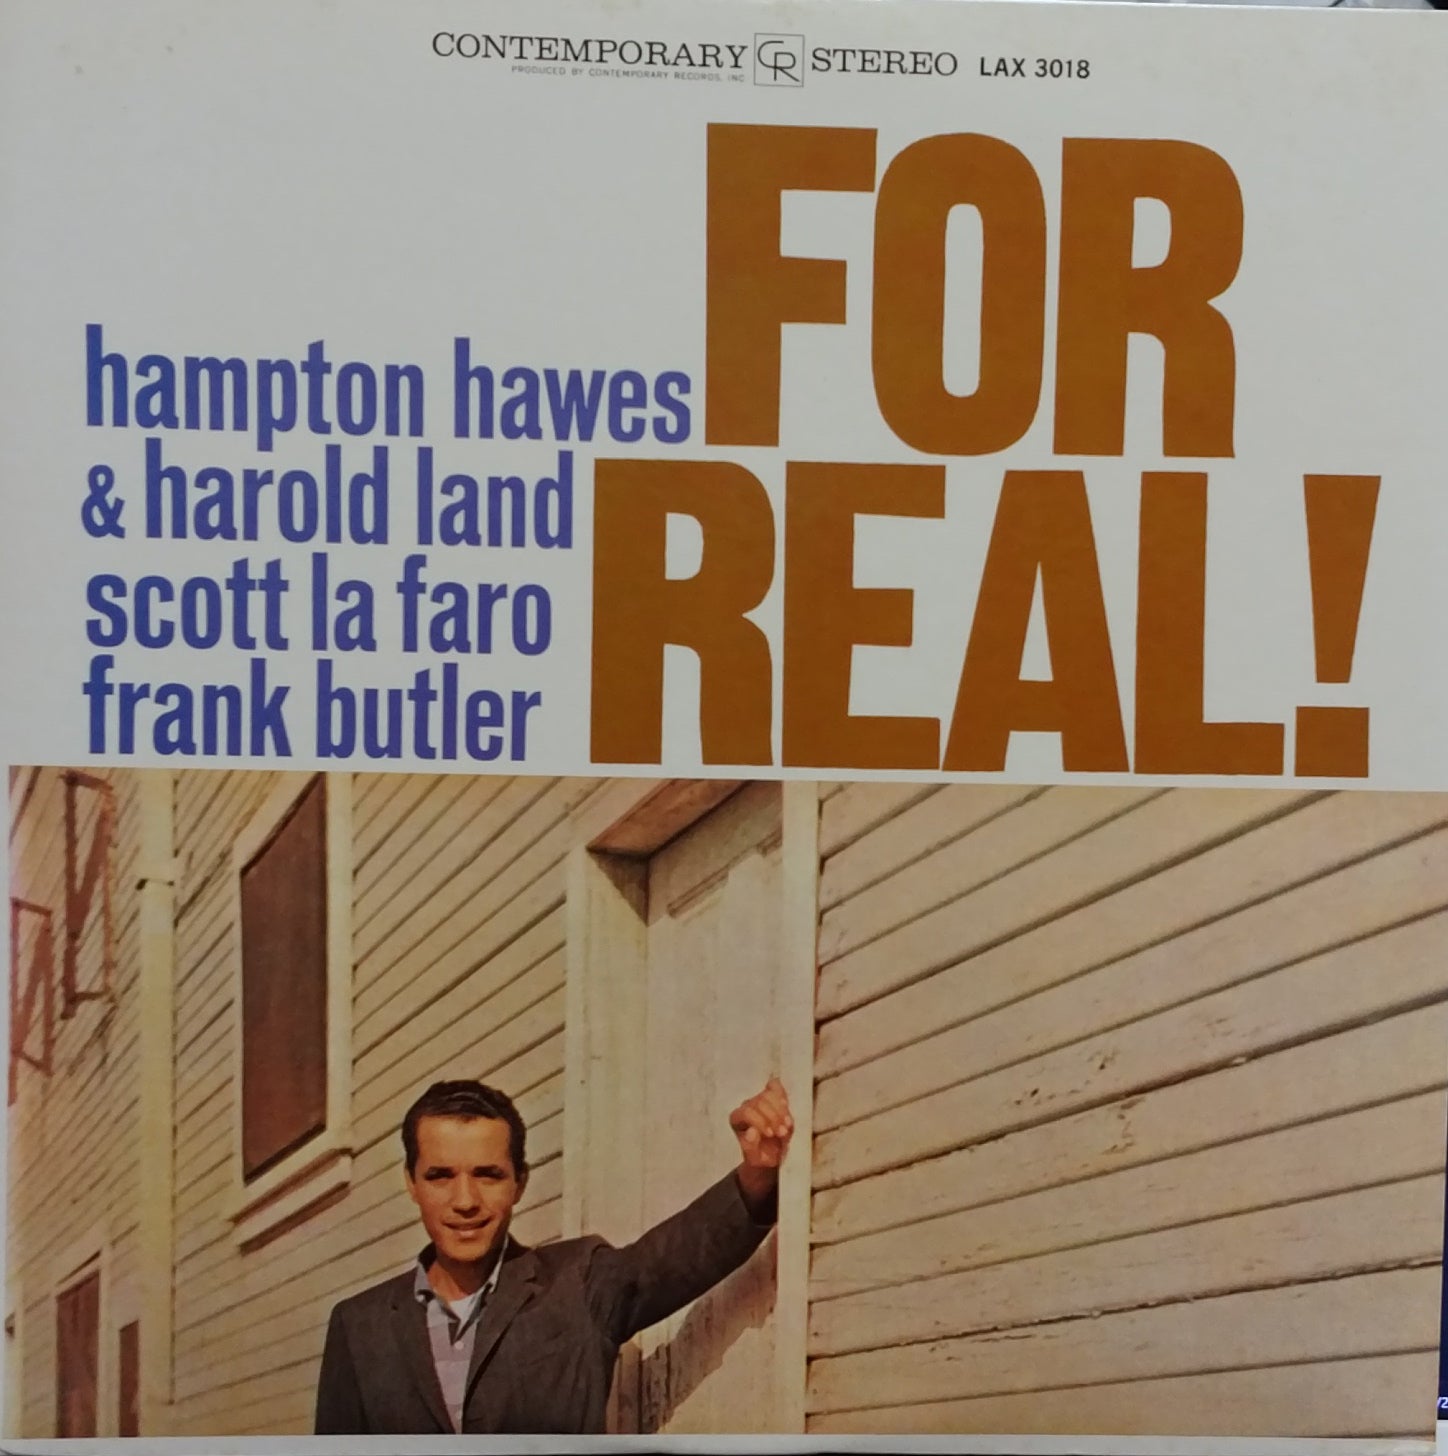 CONTEMPORARY CR STEREO LAX 3018
PRODUCED BY CONTEMPORARY RECORDS, INC
FOR
REAL!
hampton hawes
& harold land
scott la faro
frank butler